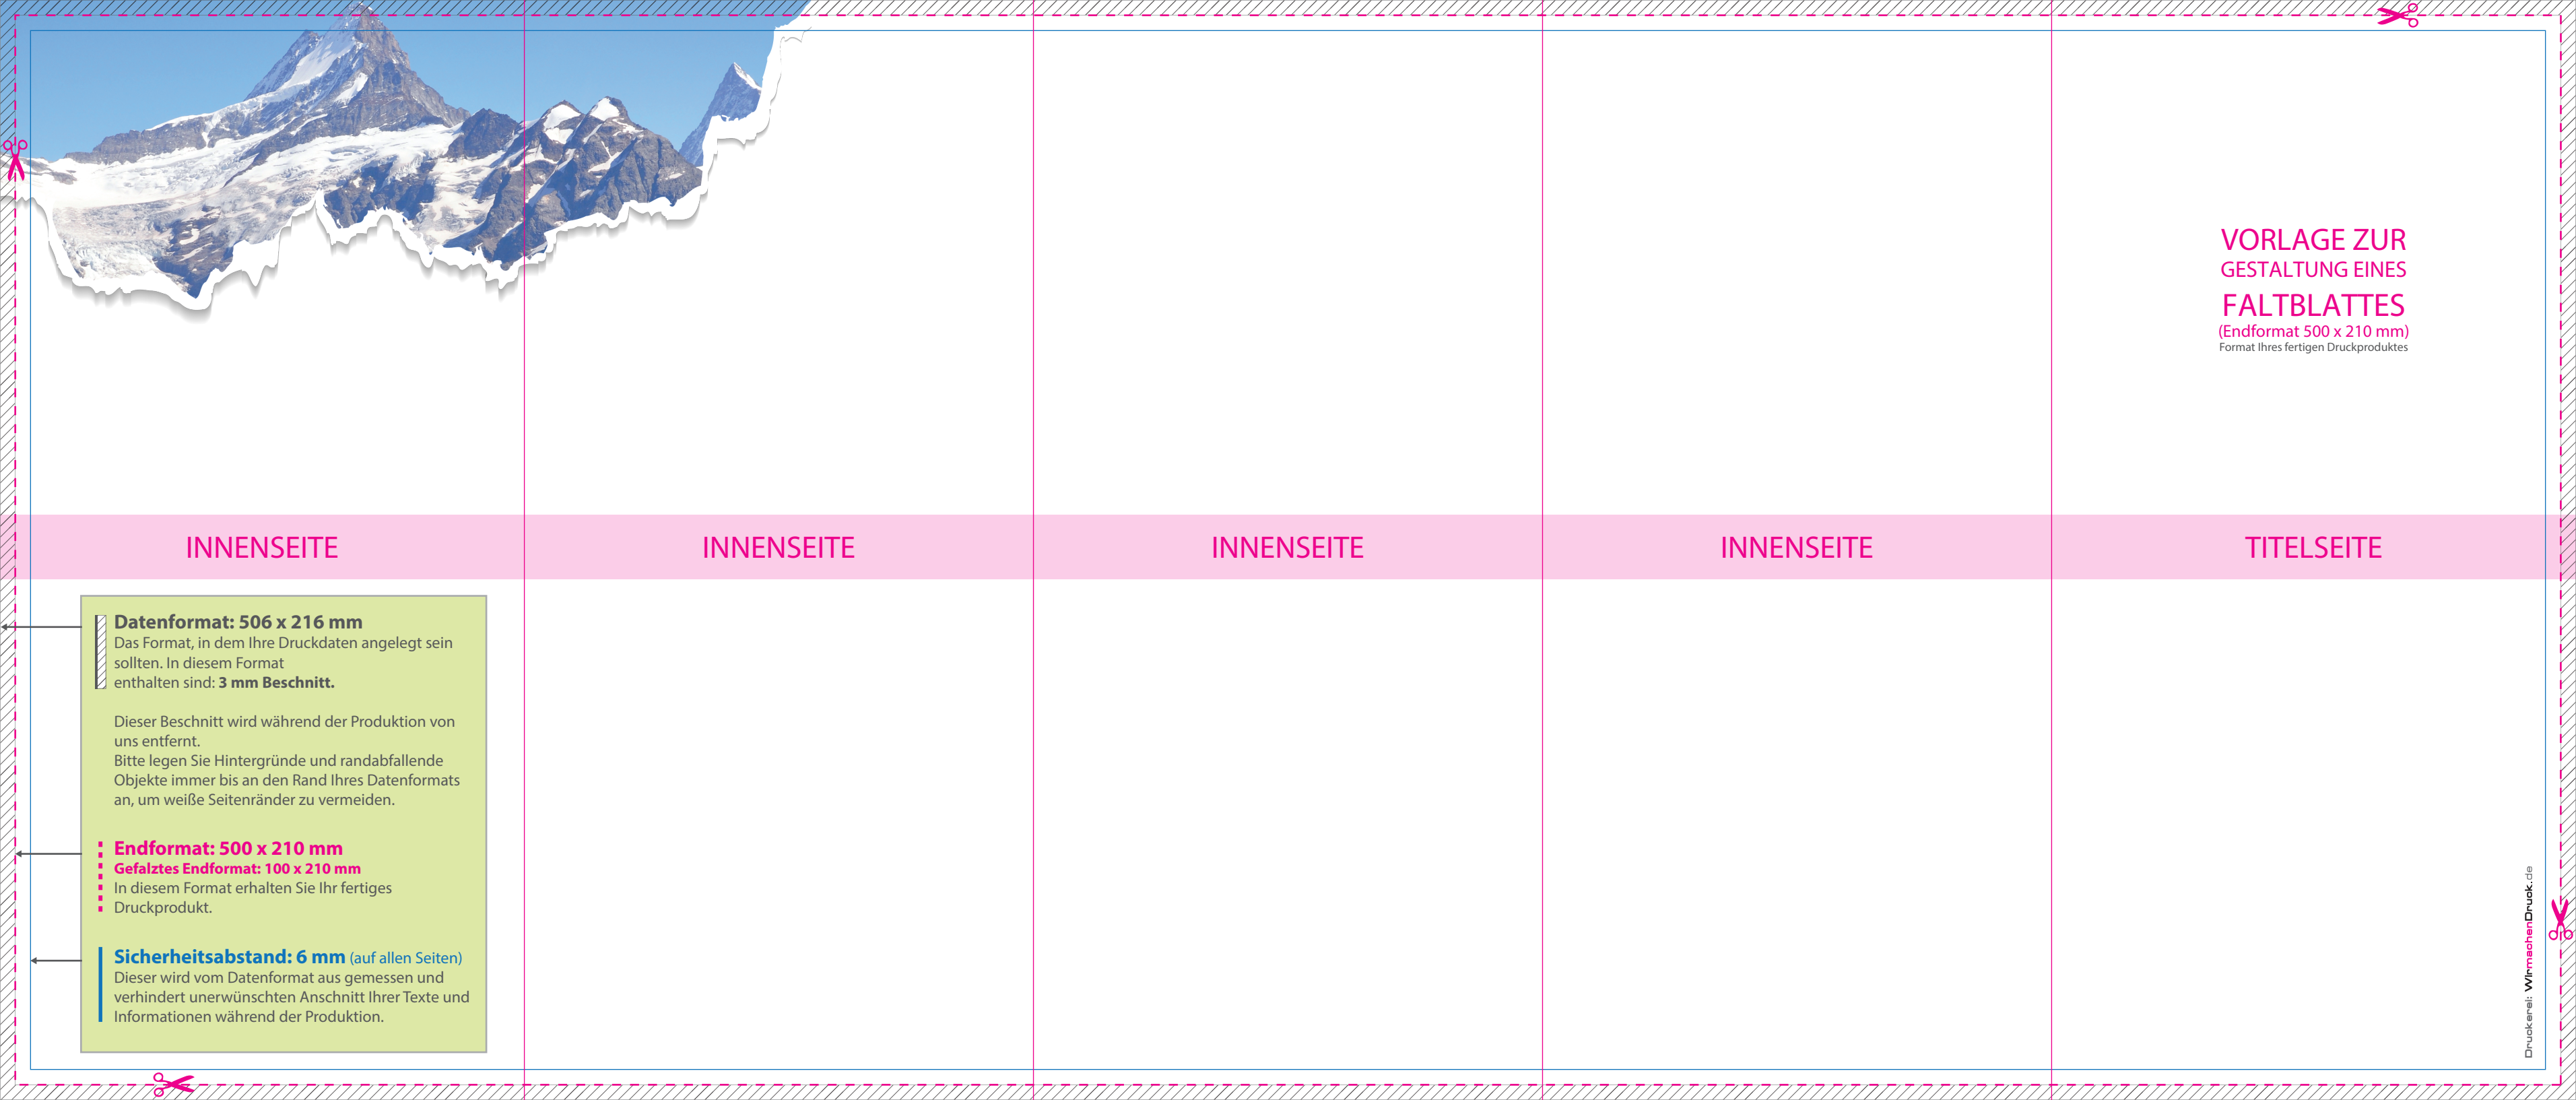 VORLAGE ZUR
GESTALTUNG EINES
FALTBLATTES
(Endformat 500 x 210 mm)
Format Ihres fertigen Druckproduktes
INNENSEITE
INNENSEITE
INNENSEITE
INNENSEITE
TITELSEITE
Datenformat: 506 x 216 mm
Das Format, in dem Ihre Druckdaten angelegt sein
sollten. In diesem Format
enthalten sind: 3 mm Beschnitt.
Dieser Beschnitt wird während der Produktion von
uns entfernt.
Bitte legen Sie Hintergründe und randabfallende
Objekte immer bis an den Rand Ihres Datenformats
an, um weiße Seitenränder zu vermeiden.
Endformat: 500 x 210 mm
Gefalztes Endformat: 100 x 210 mm
In diesem Format erhalten Sie Ihr fertiges
Druckprodukt.
Sicherheitsabstand: 6 mm (auf allen Seiten)
Dieser wird vom Datenformat aus gemessen und
verhindert unerwünschten Anschnitt Ihrer Texte und
Informationen während der Produktion.
Druckerei: WIrmachenDruck.de